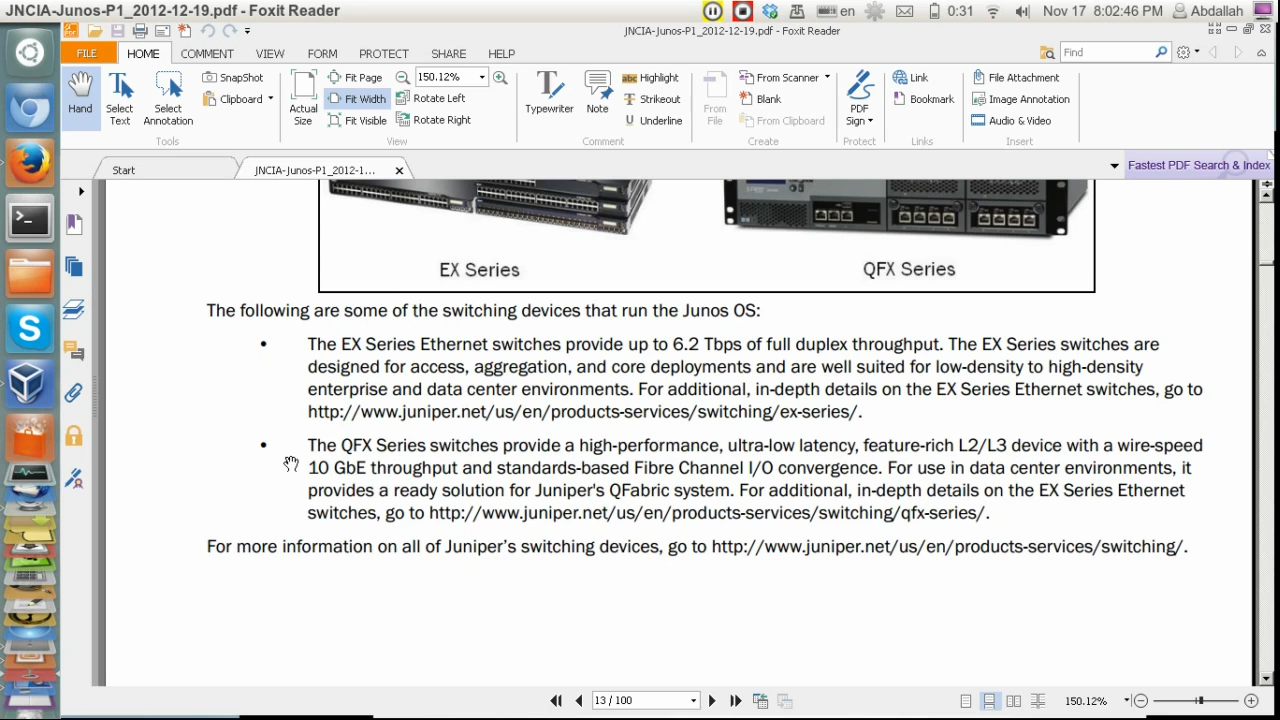 JNCIA-Junos-P1_2012-12-19.pdf - Foxit Reader
en
0:31
Nov 17 8:02:46 PM
Abdallah
JNCIA-Junos-P1_2012-12-19.pdf - Foxit Reader
FILE
HOME
COMMENT
VIEW
FORM
PROTECT
SHARE
HELP
Find
Hand
Select Text
Select Annotation
SnapShot
Clipboard
Tools
Actual Size
Fit Page
Fit Width
Fit Visible
150.12%
Rotate Left
Rotate Right
View
Typewriter
Note
Highlight
Strikeout
Underline
Comment
From File
From Scanner
Blank
From Clipboard
Create
PDF Sign
Protect
Link
Bookmark
Links
File Attachment
Image Annotation
Audio & Video
Insert
Start
JNCIA-Junos-P1_2012-1...
Fastest PDF Search & Index
EX Series
QFX Series
The following are some of the switching devices that run the Junos OS:
• The EX Series Ethernet switches provide up to 6.2 Tbps of full duplex throughput. The EX Series switches are
designed for access, aggregation, and core deployments and are well suited for low-density to high-density
enterprise and data center environments. For additional, in-depth details on the EX Series Ethernet switches, go to
http://www.juniper.net/us/en/products-services/switching/ex-series/.
• The QFX Series switches provide a high-performance, ultra-low latency, feature-rich L2/L3 device with a wire-speed
10 GbE throughput and standards-based Fibre Channel I/O convergence. For use in data center environments, it
provides a ready solution for Juniper's QFabric system. For additional, in-depth details on the EX Series Ethernet
switches, go to http://www.juniper.net/us/en/products-services/switching/qfx-series/.
For more information on all of Juniper's switching devices, go to http://www.juniper.net/us/en/products-services/switching/.
13 / 100
150.12%